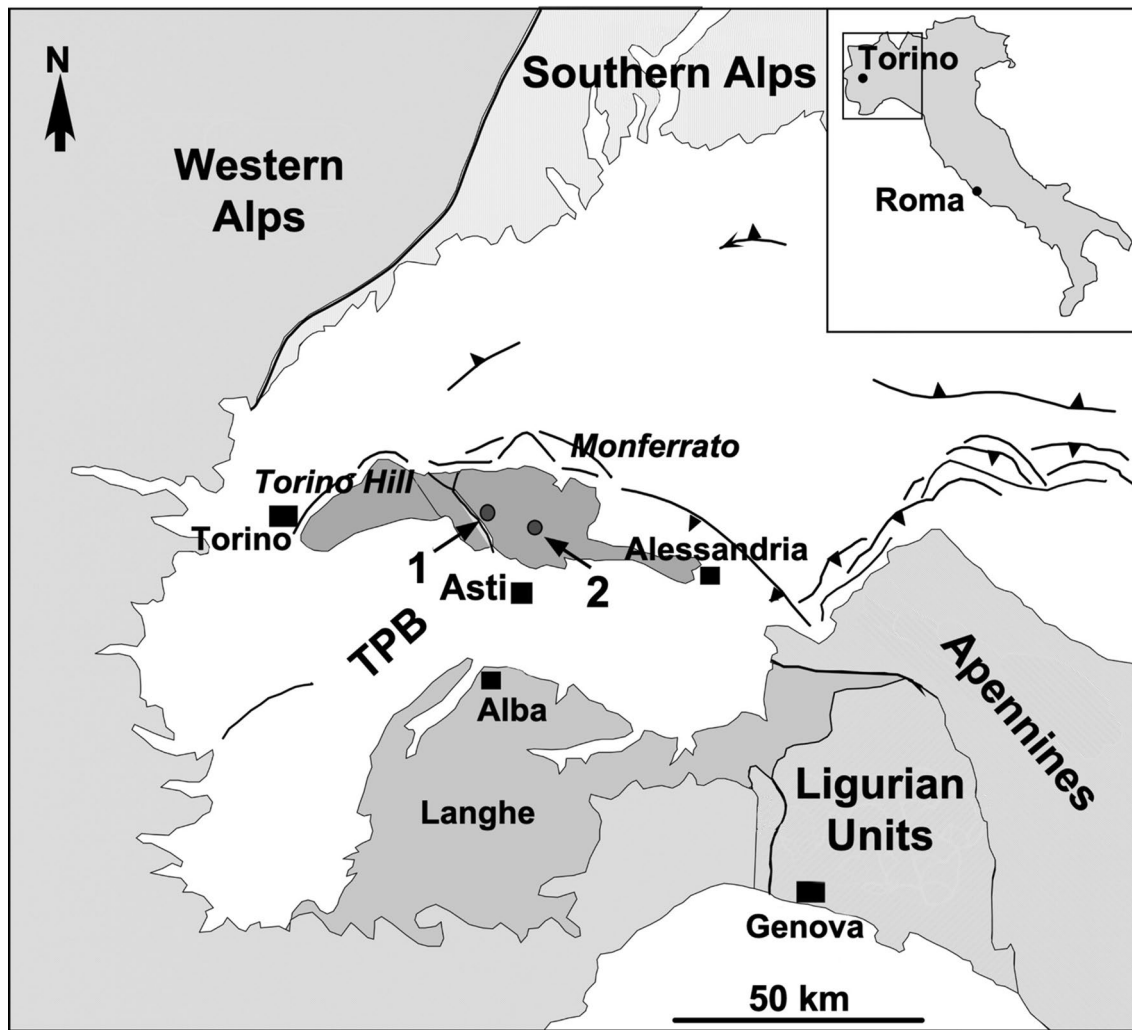 N
Southern Alps
Western
Alps
Torino
Roma
Monferrato
Torino Hill
Torino
1
Asti
2
Alessandria
TPB
Alba
Langhe
Apennines
Ligurian
Units
Genova
50 km